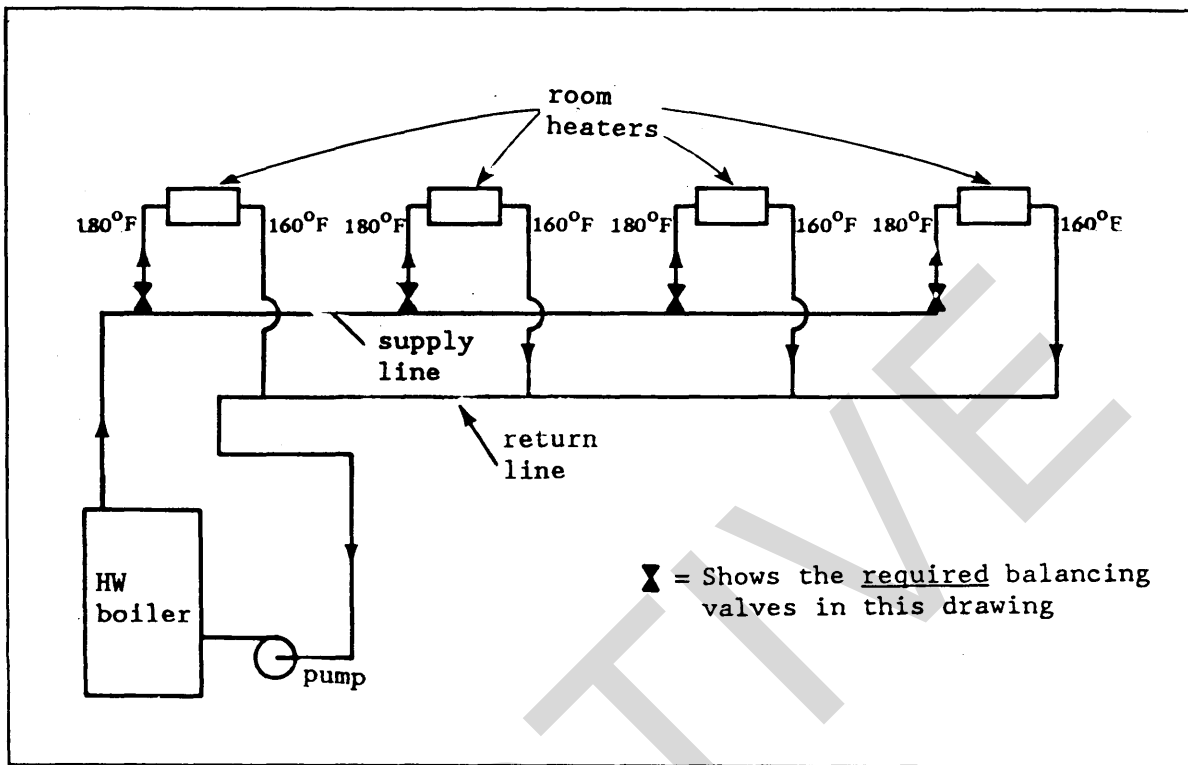 room
heaters
180°F 160°F 180°F 160°F 180°F 160°F 180°F 160°F
supply
line
return
line
HW
boiler
pump
= Shows the required balancing
valves in this drawing
TIVE